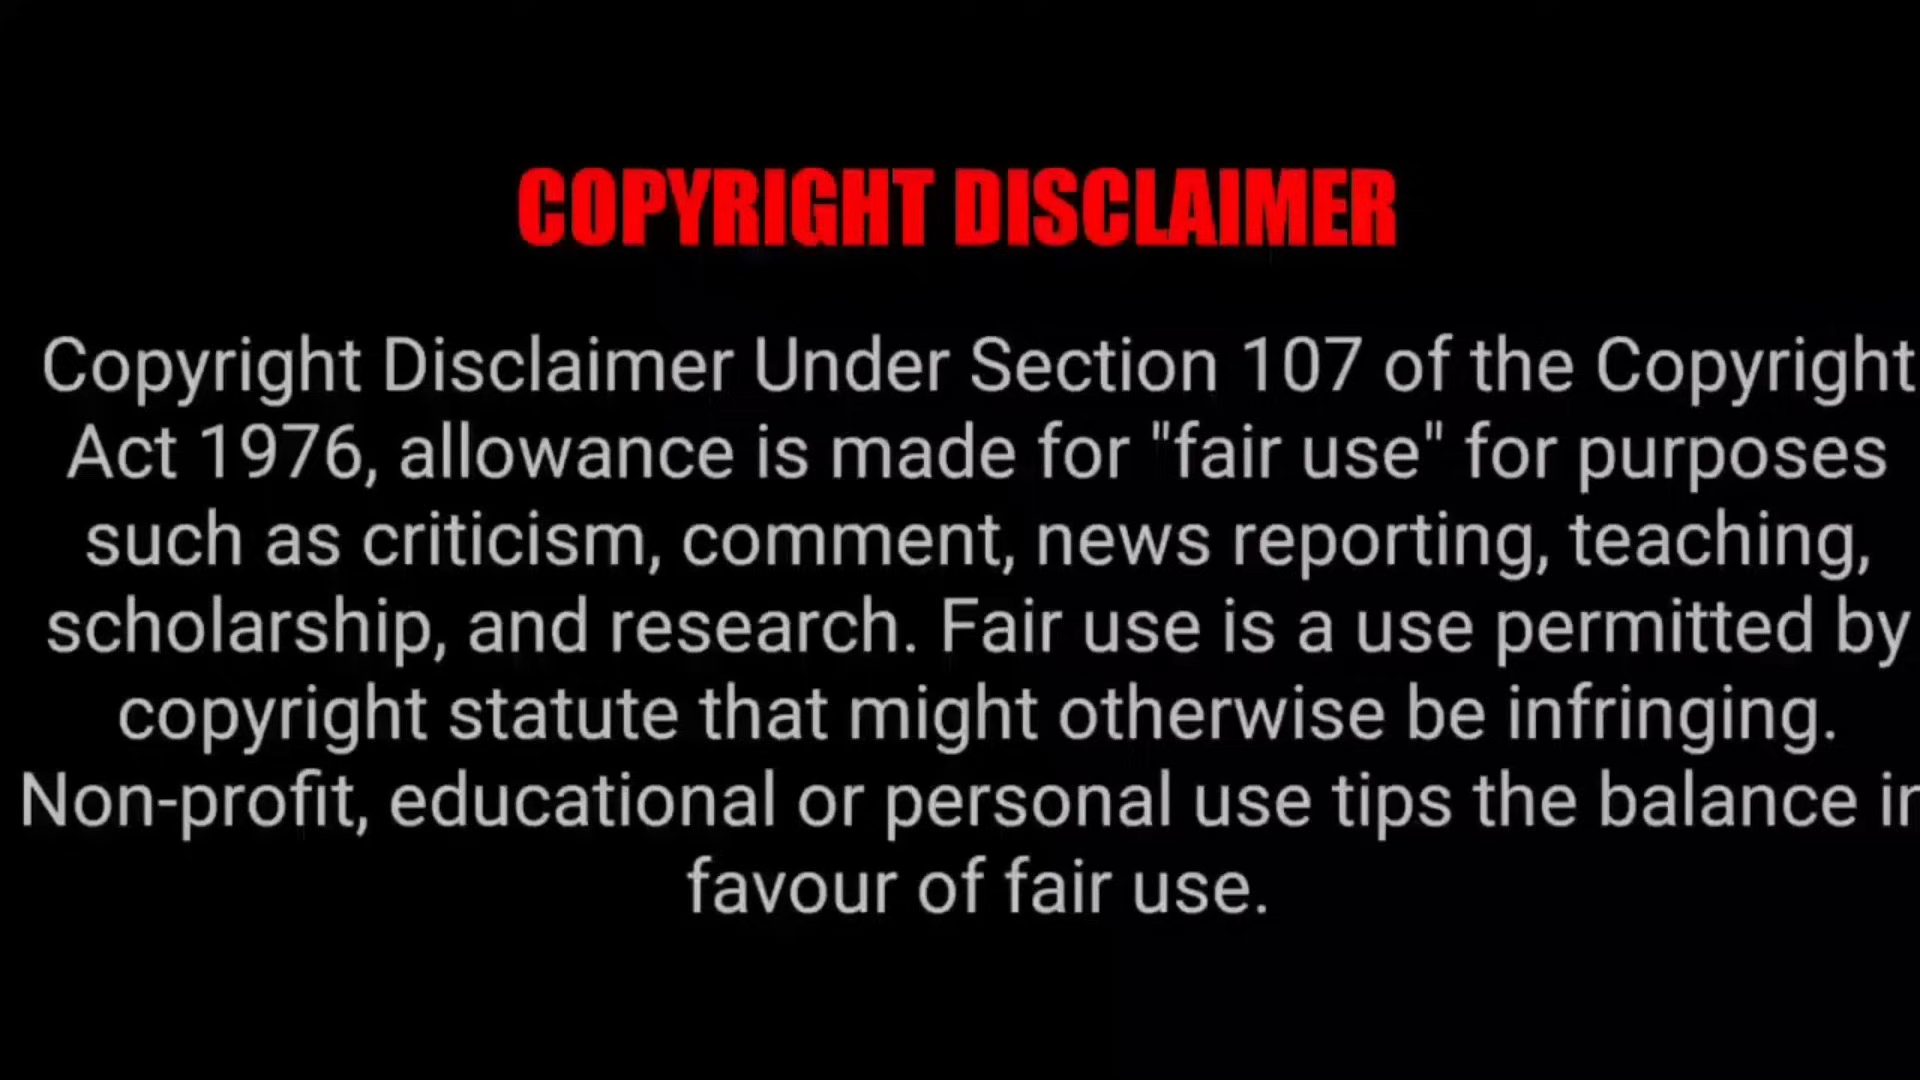 COPYRIGHT DISCLAIMER
Copyright Disclaimer Under Section 107 of the Copyright
Act 1976, allowance is made for "fair use" for purposes
such as criticism, comment, news reporting, teaching,
scholarship, and research. Fair use is a use permitted by
copyright statute that might otherwise be infringing.
Non-profit, educational or personal use tips the balance in
favour of fair use.